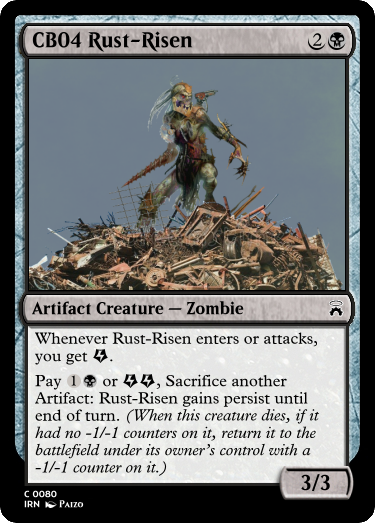 CB04 Rust-Risen 2
Artifact Creature — Zombie
Whenever Rust-Risen enters or attacks,
you get .
Pay 1 or , Sacrifice another
Artifact: Rust-Risen gains persist until
end of turn. (When this creature dies, if it
had no -1/-1 counters on it, return it to the
battlefield under its owner's control with a
-1/-1 counter on it.)
3/3
C 0080
IRN Paizo